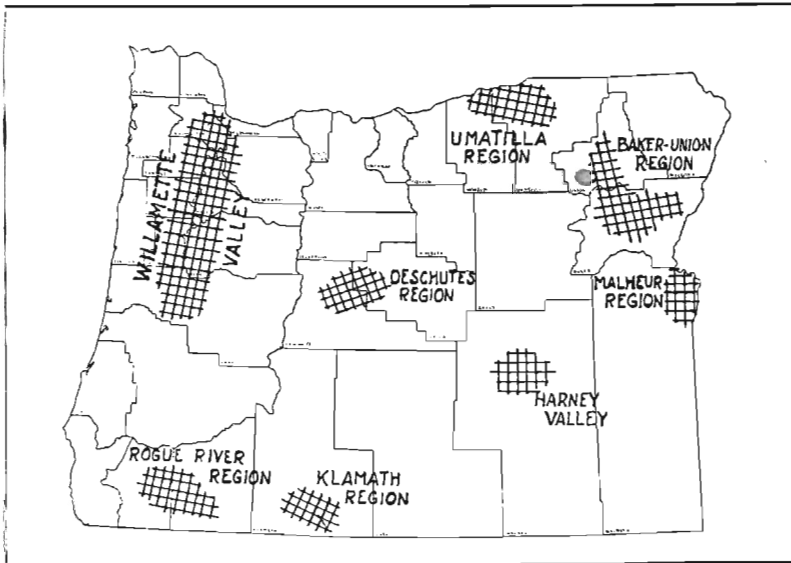 UMATILLA
REGION
BAKER-UNION
REGION
WILLAMETTE
VALLEY
DESCHUTES
REGION
MALHEUR
REGION
HARNEY
VALLEY
ROGUE RIVER
REGION
KLAMATH
REGION